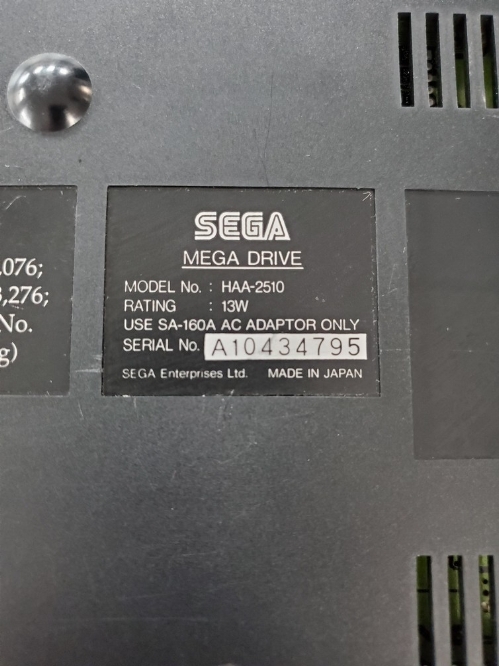 ,076;
,276;
No.
g)
SEGA
MEGA DRIVE
MODEL No. : HAA-2510
RATING : 13W
USE SA-160A AC ADAPTOR ONLY
SERIAL No. A10434795
SEGA Enterprises Ltd. MADE IN JAPAN